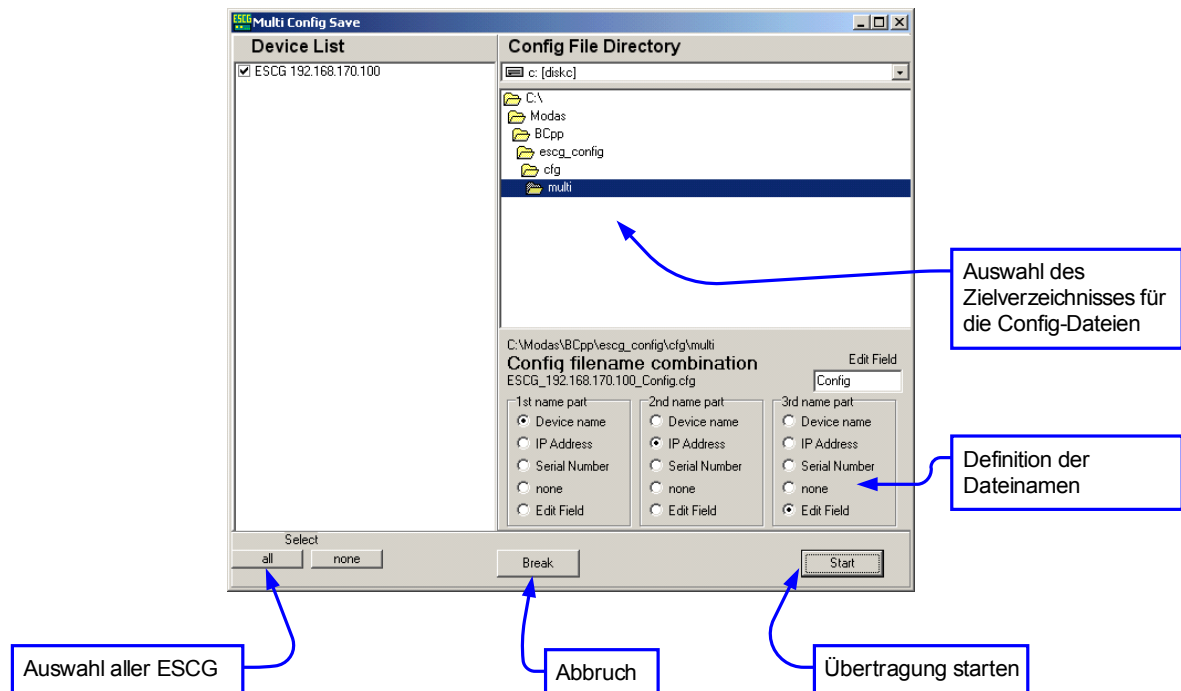 ESCG Multi Config Save
Device List
Config File Directory
ESCG 192.168.170.100
c: [diskc]
C:\
Modas
BCpp
escg_config
cfg
multi
Auswahl des
Zielverzeichnisses für
die Config-Dateien
C:\Modas\BCpp\escg_config\cfg\multi
Config filename combination
Edit Field
ESCG_192.168.170.100_Config.cfg
Config
1st name part
Device name
IP Address
Serial Number
none
Edit Field
2nd name part
Device name
IP Address
Serial Number
none
Edit Field
3rd name part
Device name
IP Address
Serial Number
none
Edit Field
Definition der
Dateinamen
Select
all
none
Break
Start
Auswahl aller ESCG
Abbruch
Übertragung starten